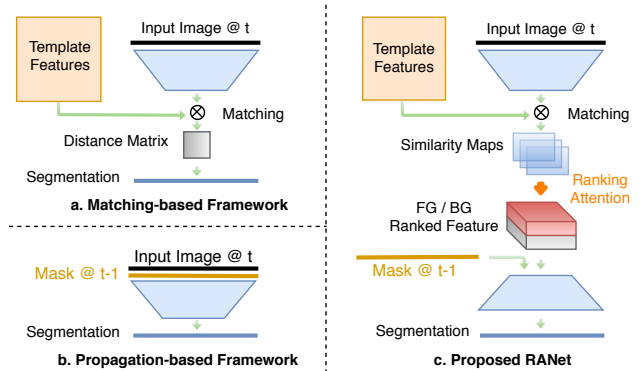 Input Image @ t
Template
Features
Matching
Distance Matrix
Segmentation
a. Matching-based Framework
Input Image @ t
Mask @ t-1
Segmentation
b. Propagation-based Framework
Input Image @ t
Template
Features
Matching
Similarity Maps
Ranking
Attention
FG / BG
Ranked Feature
Mask @ t-1
Segmentation
c. Proposed RANet